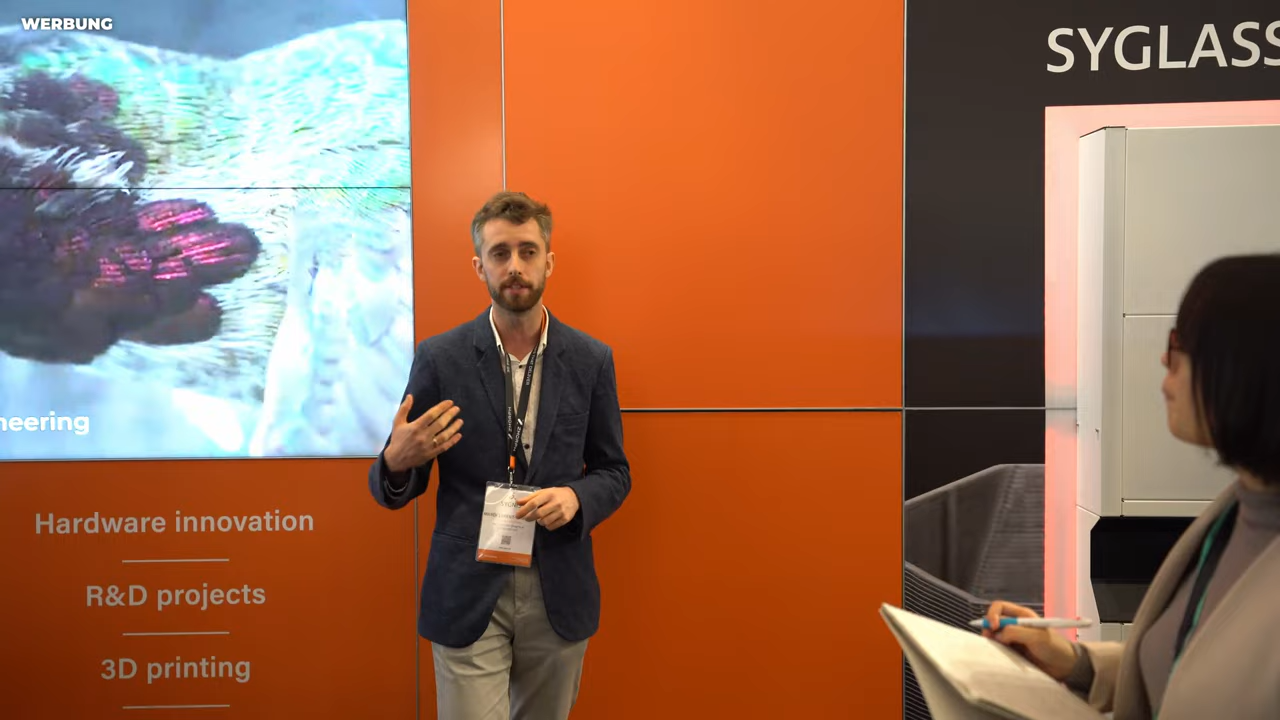 WERBUNG
SYGLASS
neering
Hardware innovation
R&D projects
3D printing